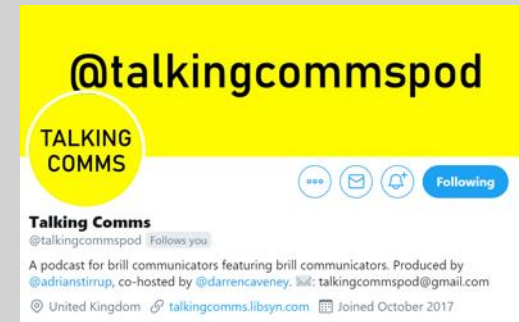 @talkingcommspod
TALKING
COMMS
Following
Talking Comms
@talkingcommspod Follows you
A podcast for brill communicators featuring brill communicators. Produced by
@adrianstirrup, co-hosted by @darrencaveney. : talkingcommspod@gmail.com
United Kingdom talkingcomms.libsyn.com Joined October 2017